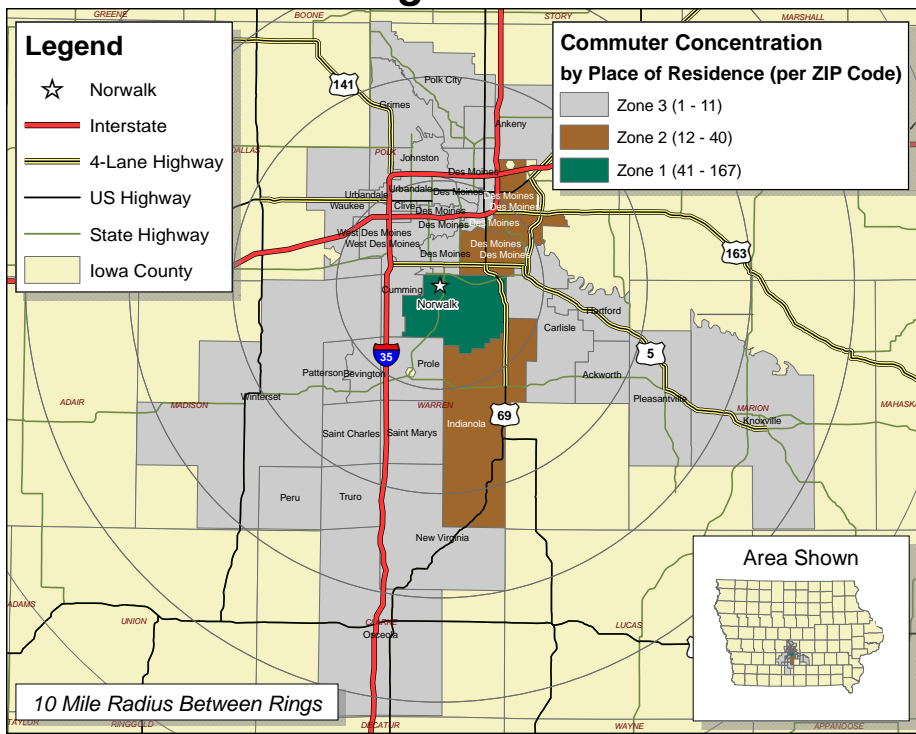 GREENE
BOONE
STORY
MARSHALL
Legend
Norwalk
Interstate
4-Lane Highway
US Highway
State Highway
Iowa County
Commuter Concentration
by Place of Residence (per ZIP Code)
Zone 3 (1 - 11)
Zone 2 (12 - 40)
Zone 1 (41 - 167)
141
Polk City
Grimes
Ankeny
DALLAS
POLK
Johnston
Des Moines
Urbandale
Urbandale
Des Moines
Des Moines
Waukee
Clive
Des Moines
Des Moines
Des Moines
Des Moines
West Des Moines
West Des Moines
Des Moines
Des Moines
Des Moines
163
Cumming
Norwalk
Hartford
Carlisle
35
5
Prole
Patterson
Bevington
Ackworth
Pleasantville
ADAIR
MADISON
Winterset
WARREN
69
MARION
MAHASKA
Knoxville
Indianola
Saint Charles
Saint Marys
Peru
Truro
New Virginia
Area Shown
ADAMS
UNION
CLARKE
Osceola
LUCAS
10 Mile Radius Between Rings
TAYLOR
RINGGOLD
DECATUR
WAYNE
APPANOOSE